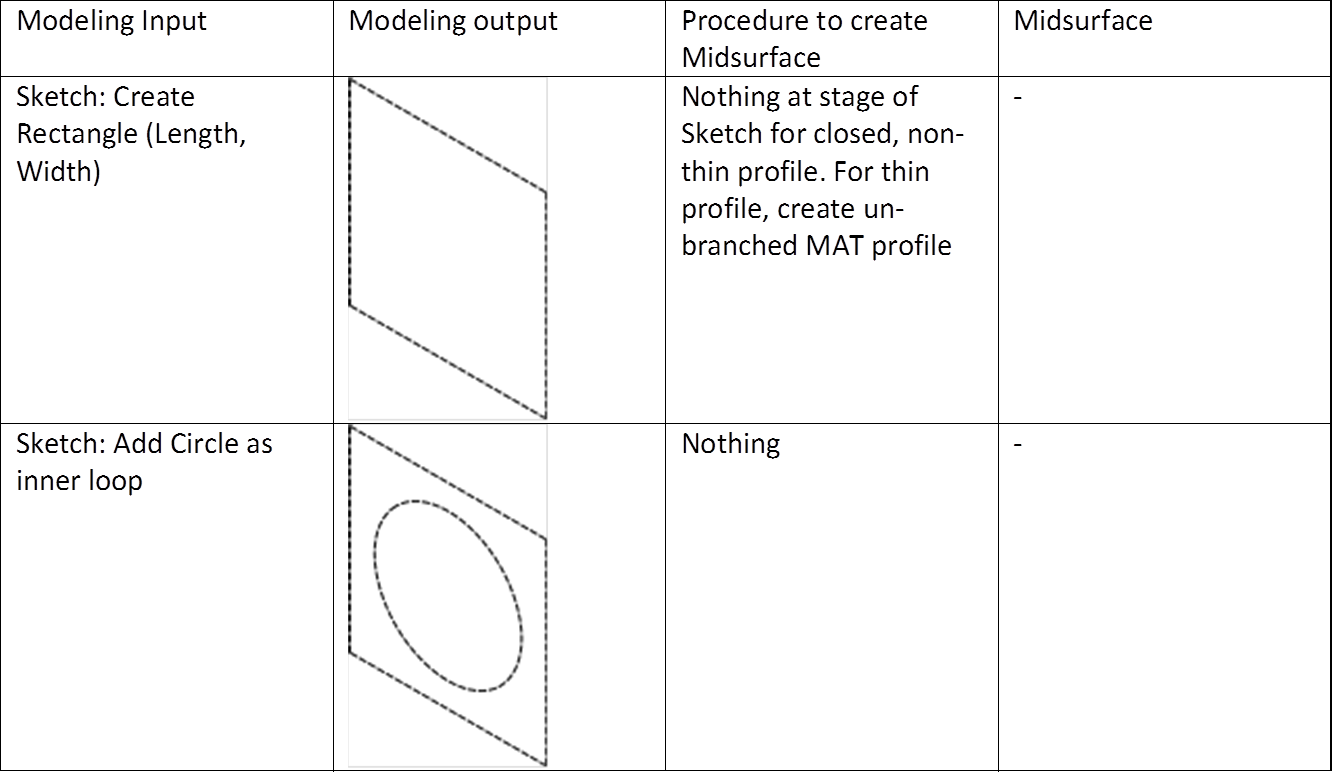 Modeling Input
Modeling output
Procedure to create
Midsurface
Midsurface
Sketch: Create
Rectangle (Length,
Width)
Nothing at stage of
Sketch for closed, non-
thin profile. For thin
profile, create un-
branched MAT profile
-
Sketch: Add Circle as
inner loop
Nothing
-